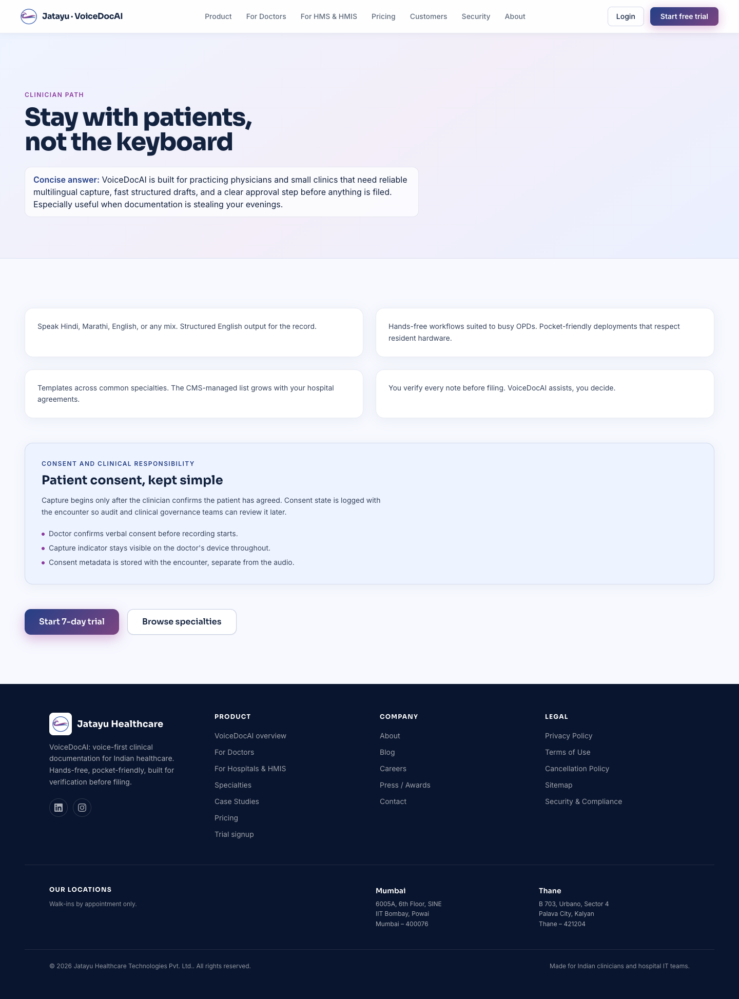 Jatayu · VoiceDocAI
Product
For Doctors
For HMS & HMIS
Pricing
Customers
Security
About
Login
Start free trial
CLINICIAN PATH
Stay with patients,
not the keyboard
Concise answer: VoiceDocAI is built for practicing physicians and small clinics that need reliable
multilingual capture, fast structured drafts, and a clear approval step before anything is filed.
Especially useful when documentation is stealing your evenings.
Speak Hindi, Marathi, English, or any mix. Structured English output for the record.
Hands-free workflows suited to busy OPDs. Pocket-friendly deployments that respect
resident hardware.
Templates across common specialties. The CMS-managed list grows with your hospital
agreements.
You verify every note before filing. VoiceDocAI assists, you decide.
CONSENT AND CLINICAL RESPONSIBILITY
Patient consent, kept simple
Capture begins only after the clinician confirms the patient has agreed. Consent state is logged with
the encounter so audit and clinical governance teams can review it later.
Doctor confirms verbal consent before recording starts.
Capture indicator stays visible on the doctor's device throughout.
Consent metadata is stored with the encounter, separate from the audio.
Start 7-day trial
Browse specialties
Jatayu Healthcare
VoiceDocAI: voice-first clinical
documentation for Indian healthcare.
Hands-free, pocket-friendly, built for
verification before filing.
PRODUCT
VoiceDocAI overview
For Doctors
For Hospitals & HMIS
Specialties
Case Studies
Pricing
Trial signup
COMPANY
About
Blog
Careers
Press / Awards
Contact
LEGAL
Privacy Policy
Terms of Use
Cancellation Policy
Sitemap
Security & Compliance
OUR LOCATIONS
Walk-ins by appointment only.
Mumbai
6005A, 6th Floor, SINE
IIT Bombay, Powai
Mumbai – 400076
Thane
B 703, Urbano, Sector 4
Palava City, Kalyan
Thane – 421204
© 2026 Jatayu Healthcare Technologies Pvt. Ltd.. All rights reserved.
Made for Indian clinicians and hospital IT teams.